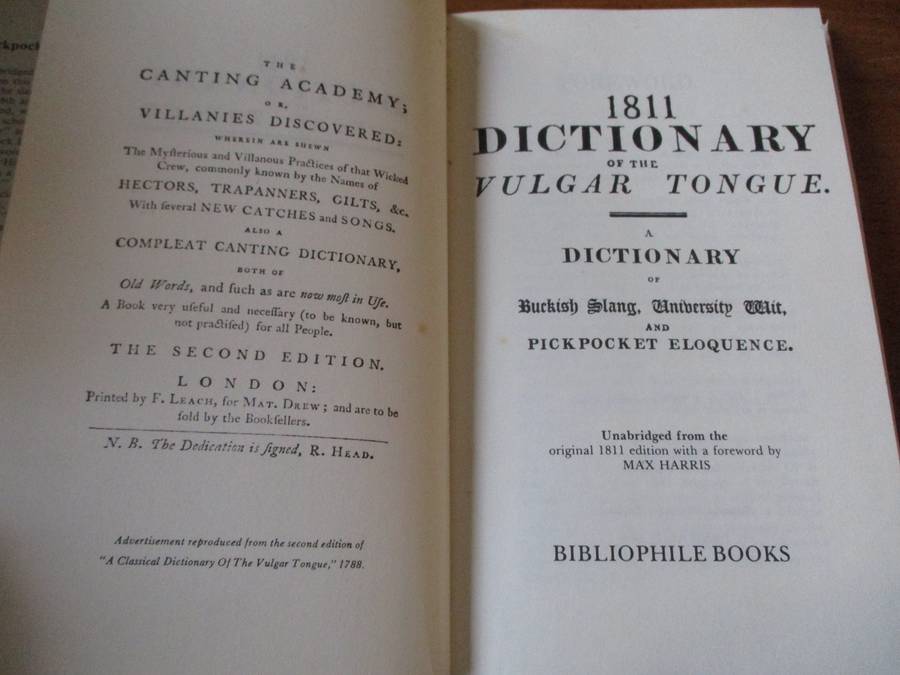 THE
CANTING ACADEMY;
OR,
VILLANIES DISCOVERED:
WHEREIN ARE SHEWN
The Myſterious and Villanous Practices of that Wicked
Crew, commonly known by the Names of
HECTORS, TRAPANNERS, GILTS, &c.
With ſeveral NEW CATCHES and SONGS.
ALSO A
COMPLEAT CANTING DICTIONARY,
BOTH OF
Old Words, and ſuch as are now moſt in Uſe.
A Book very uſeful and neceſſary (to be known, but
not practiſed) for all People.
THE SECOND EDITION.
LONDON:
Printed by F. LEACH, for MAT. DREW; and are to be
ſold by the Bookſellers.
N. B. The Dedication is ſigned, R. HEAD.
Advertisement reproduced from the second edition of
"A Classical Dictionary Of The Vulgar Tongue," 1788.
1811
DICTIONARY
OF THE
VULGAR TONGUE.
A
DICTIONARY
OF
Buckish Slang, University Wit,
AND
PICKPOCKET ELOQUENCE.
Unabridged from the
original 1811 edition with a foreword by
MAX HARRIS
BIBLIOPHILE BOOKS